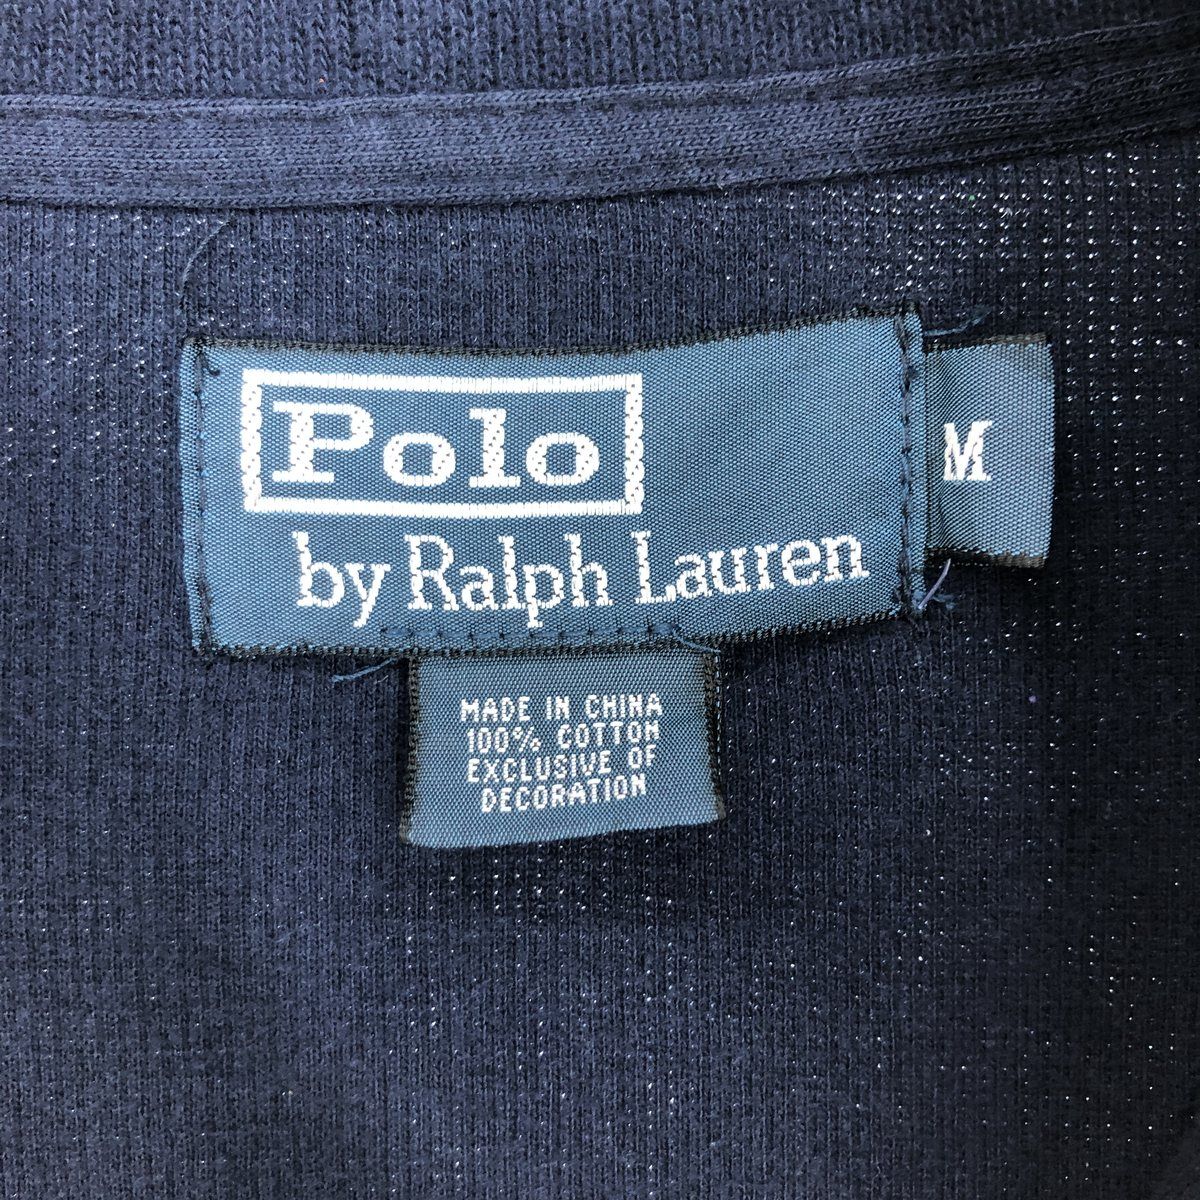 Polo
by Ralph Lauren
M
MADE IN CHINA
100% COTTON
EXCLUSIVE OF
DECORATION